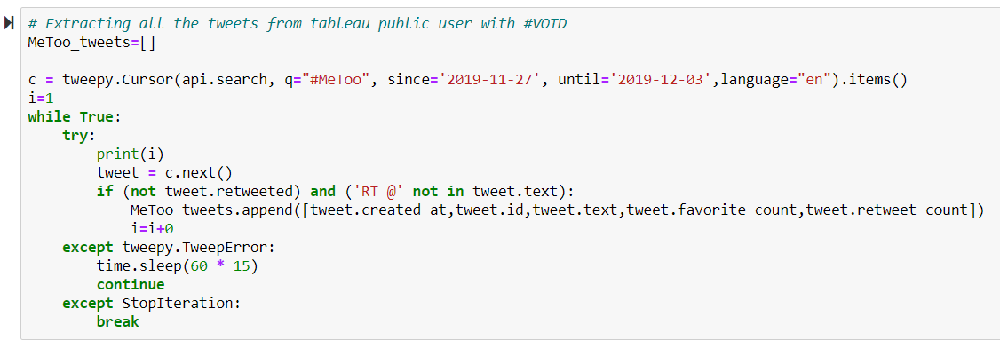 # Extracting all the tweets from tableau public user with #VOTD
MeToo_tweets=[]
c = tweepy.Cursor(api.search, q="#MeToo", since='2019-11-27', until='2019-12-03',language="en").items()
i=1
while True:
    try:
        print(i)
        tweet = c.next()
        if (not tweet.retweeted) and ('RT @' not in tweet.text):
            MeToo_tweets.append([tweet.created_at,tweet.id,tweet.text,tweet.favorite_count,tweet.retweet_count])
            i=i+0
    except tweepy.TweepError:
        time.sleep(60 * 15)
        continue
    except StopIteration:
        break